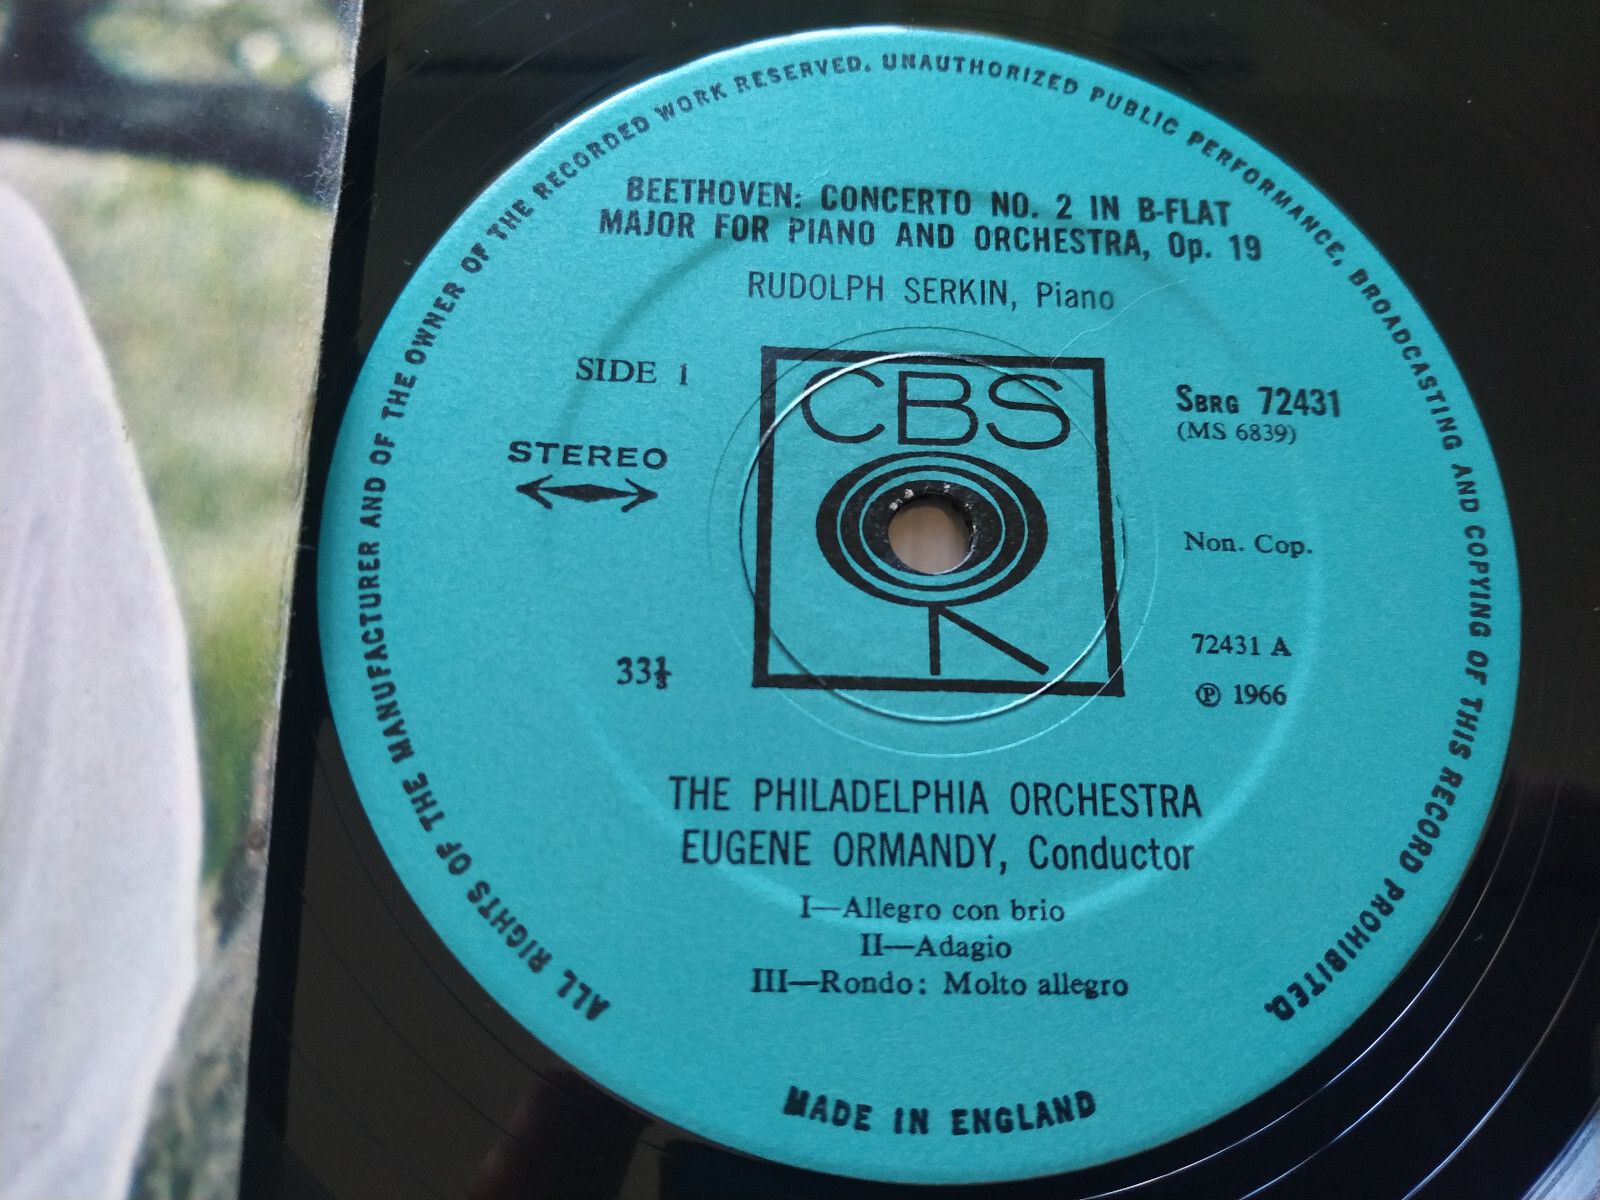 ALL RIGHTS OF THE MANUFACTURER AND OF THE OWNER OF THE RECORDED WORK RESERVED. UNAUTHORIZED PUBLIC PERFORMANCE, BROADCASTING AND COPYING OF THIS RECORD PROHIBITED.
BEETHOVEN: CONCERTO NO. 2 IN B-FLAT
MAJOR FOR PIANO AND ORCHESTRA, Op. 19
RUDOLPH SERKIN, Piano
SIDE 1
STEREO
33⅓
CBS
SBRG 72431
(MS 6839)
Non. Cop.
72431 A
℗ 1966
THE PHILADELPHIA ORCHESTRA
EUGENE ORMANDY, Conductor
I—Allegro con brio
II—Adagio
III—Rondo: Molto allegro
MADE IN ENGLAND